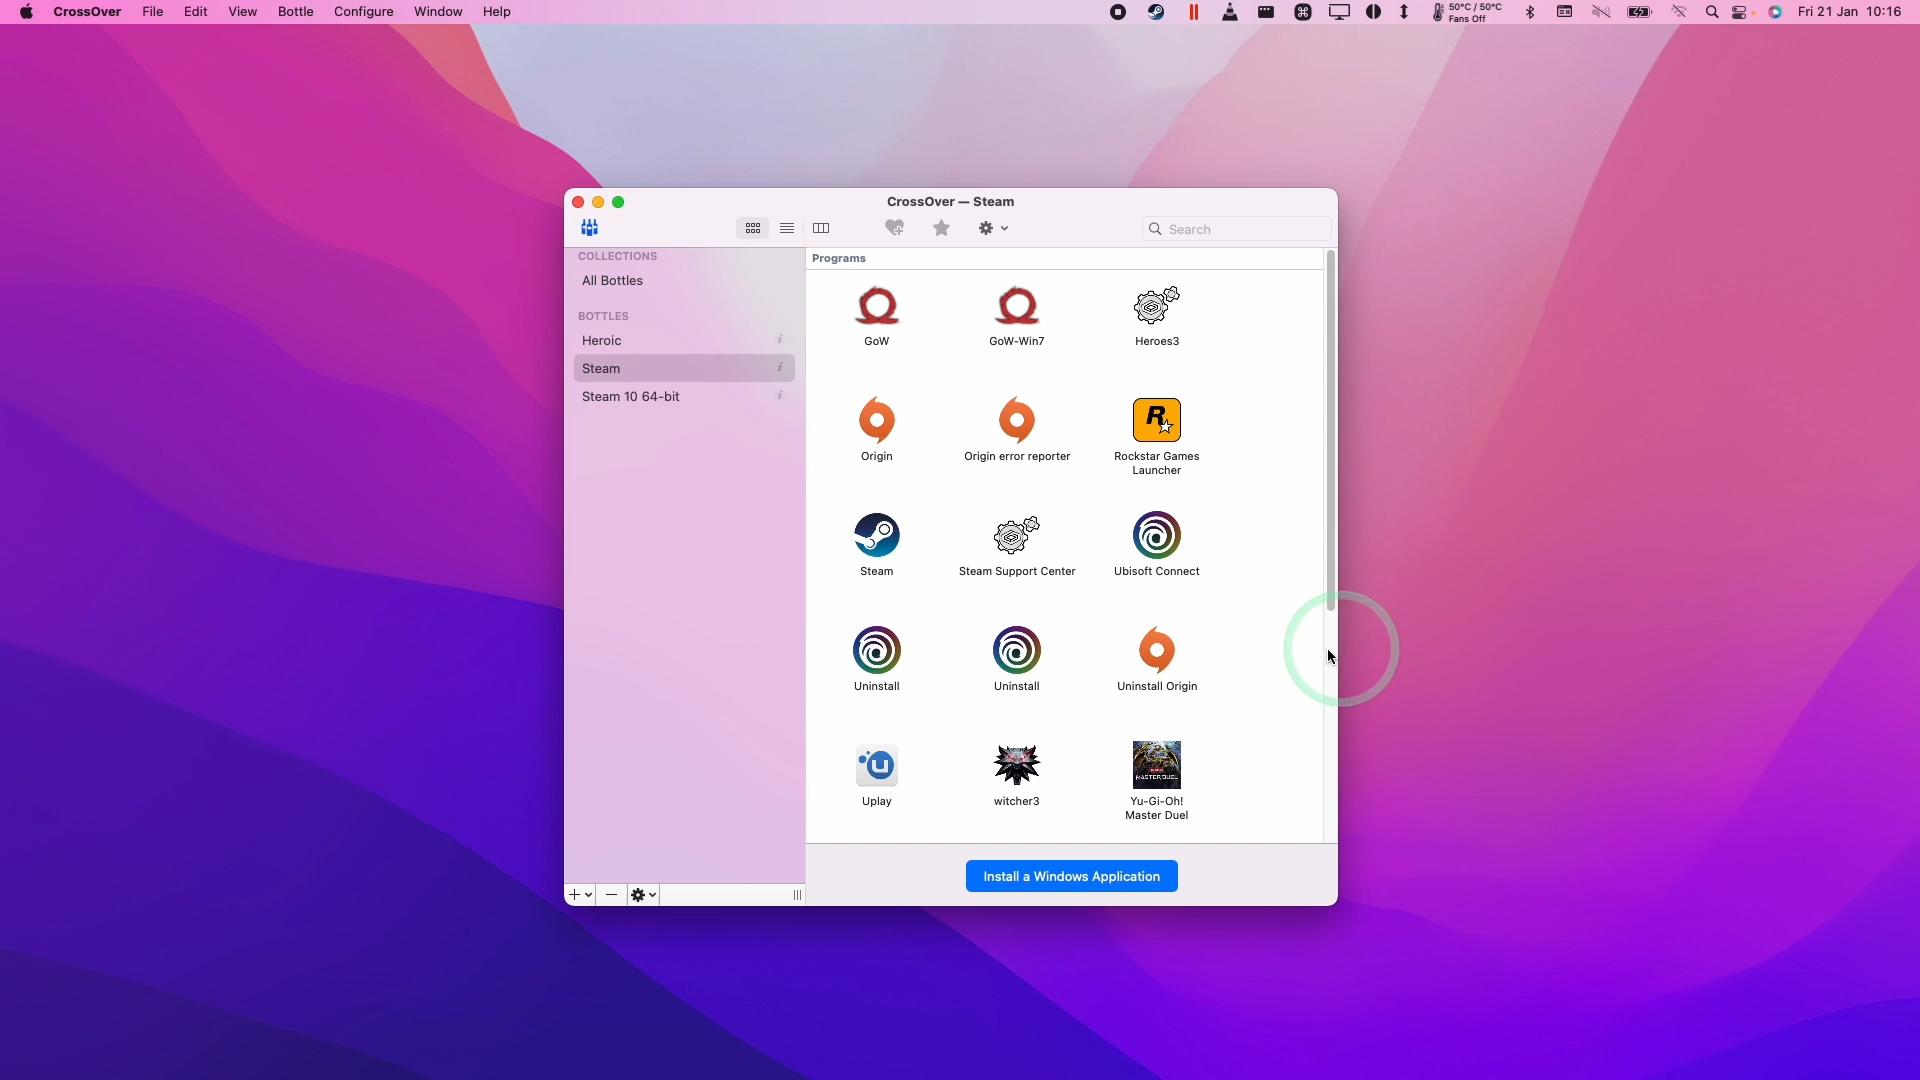 CrossOver File Edit View Bottle Configure Window Help
50°C / 50°C
Fans Off
Fri 21 Jan 10:16
CrossOver — Steam
Search
COLLECTIONS
All Bottles
BOTTLES
Heroic
Steam
Steam 10 64-bit
Programs
GoW
GoW-Win7
Heroes3
Origin
Origin error reporter
Rockstar Games
Launcher
Steam
Steam Support Center
Ubisoft Connect
Uninstall
Uninstall
Uninstall Origin
Uplay
witcher3
MASTER DUEL
Yu-Gi-Oh!
Master Duel
Install a Windows Application